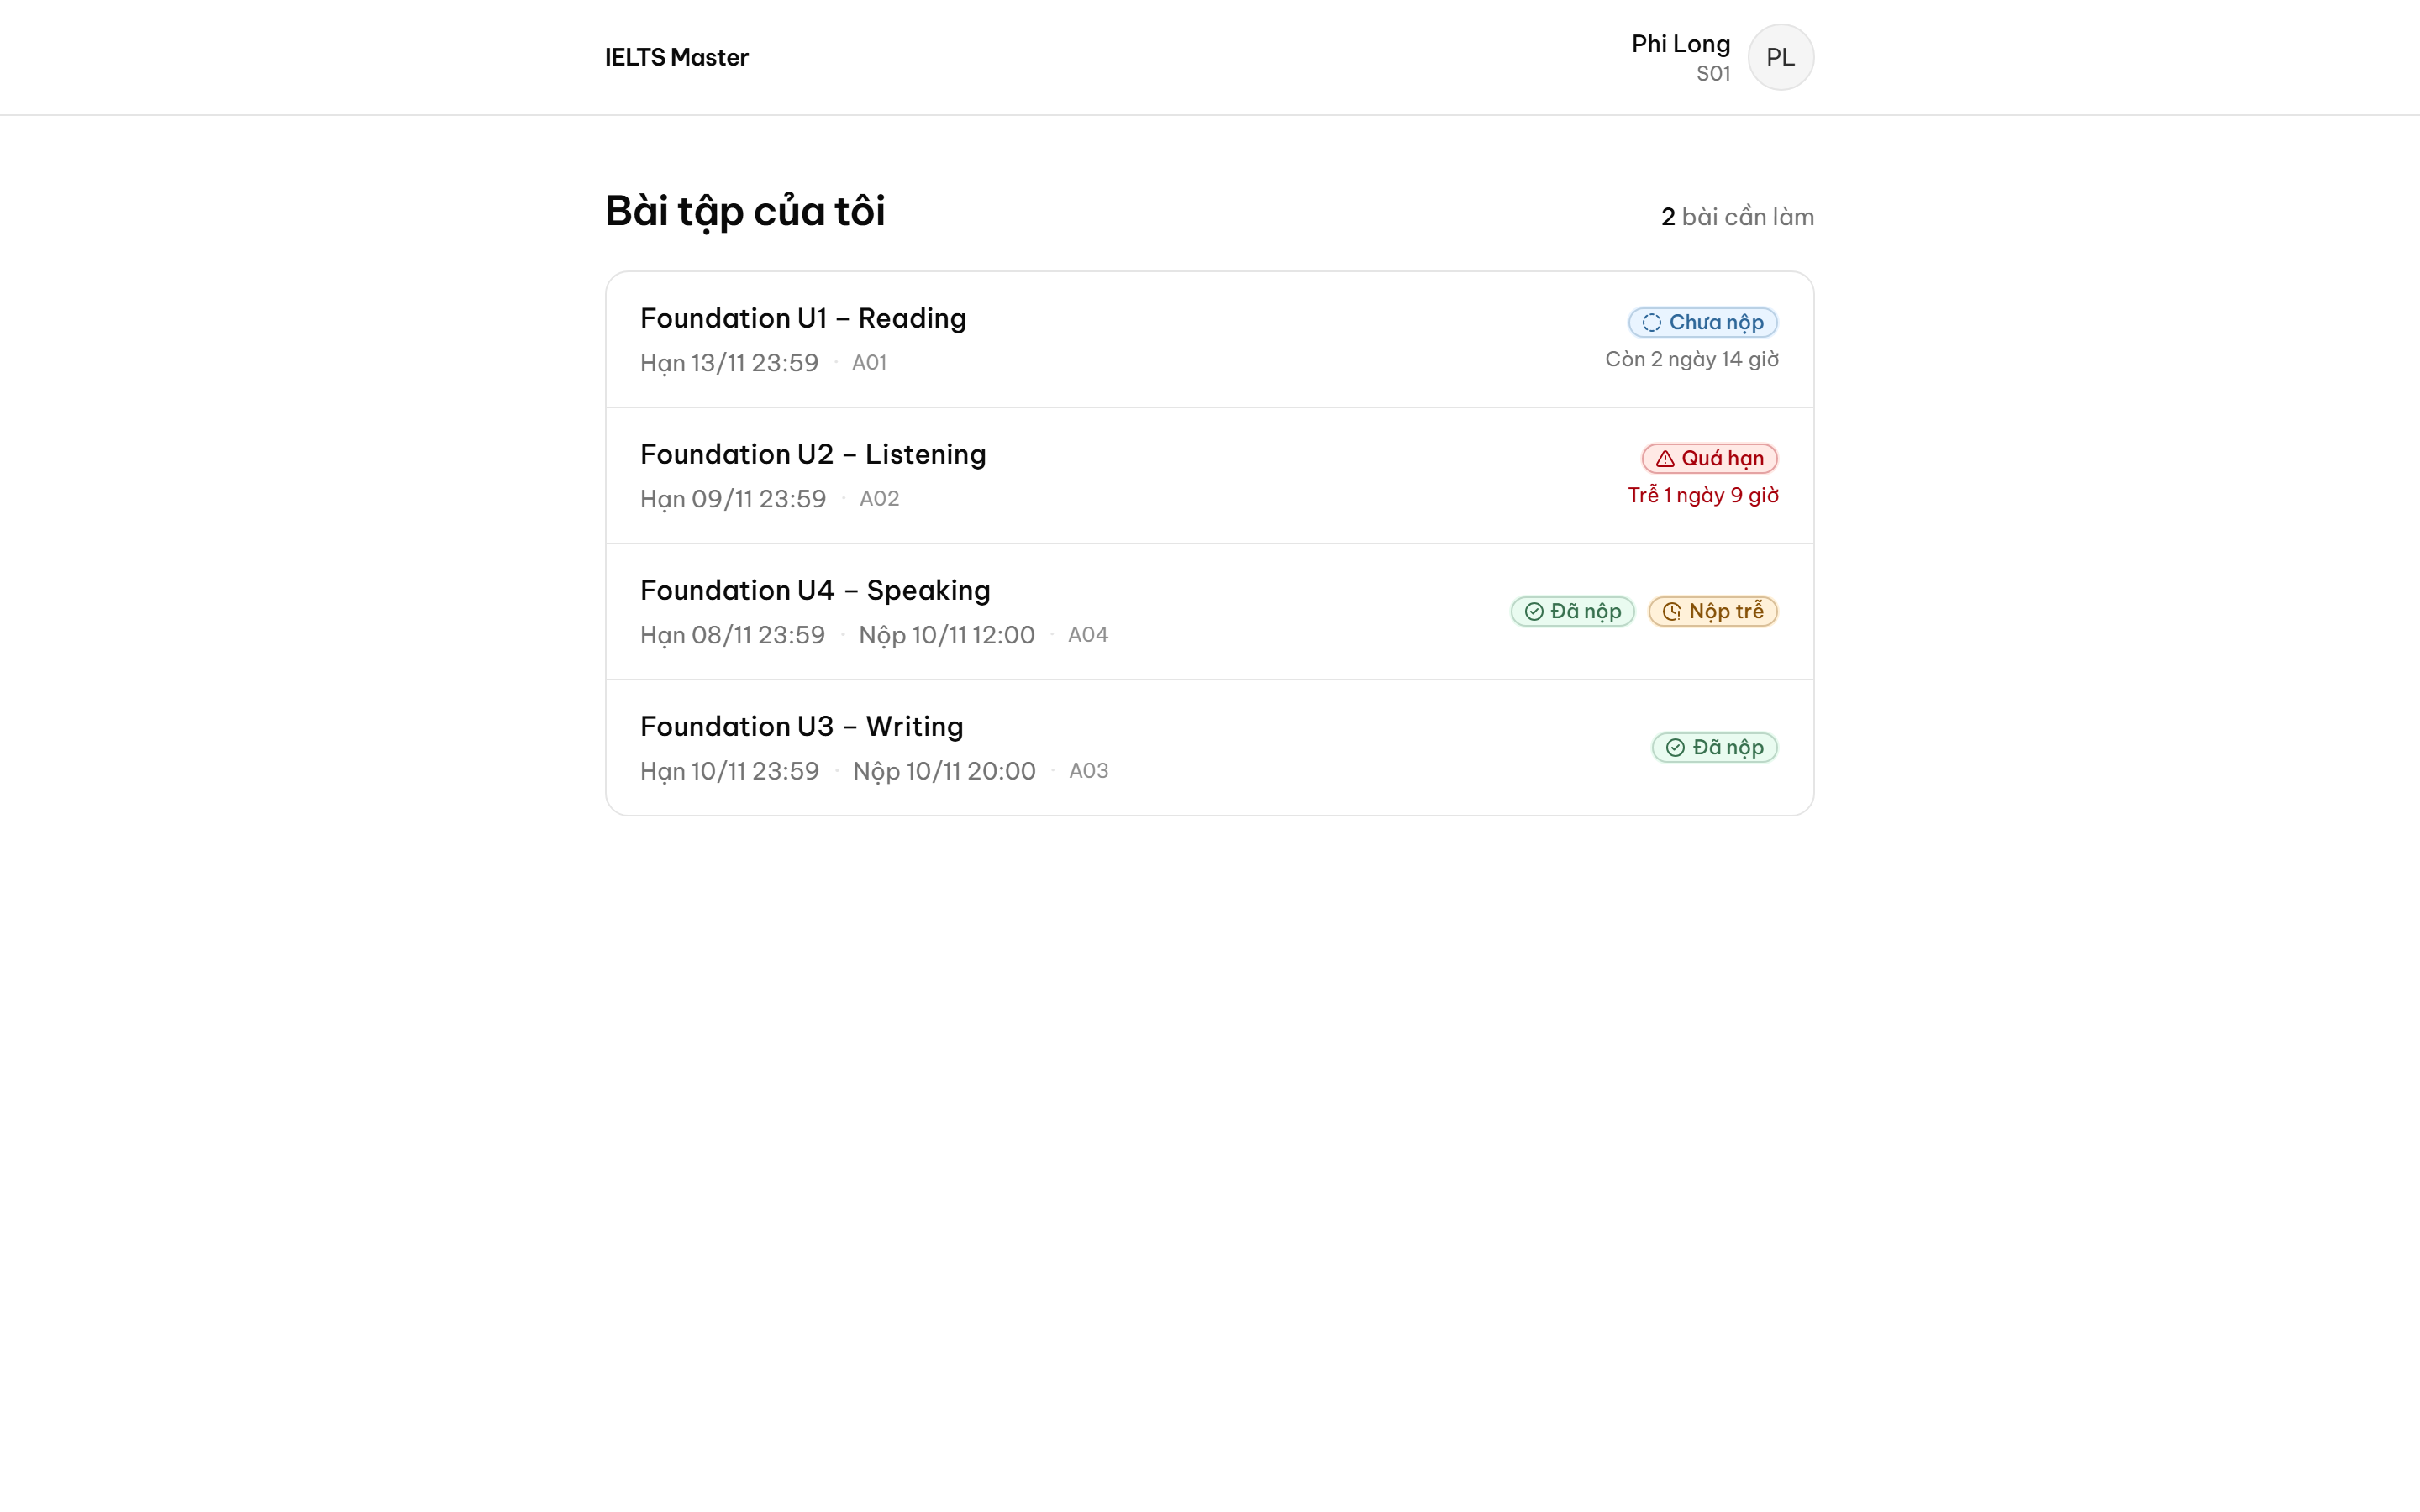 IELTS Master
Phi Long
S01
PL
Bài tập của tôi
2 bài cần làm
Foundation U1 – Reading
Hạn 13/11 23:59 · A01
Chưa nộp
Còn 2 ngày 14 giờ
Foundation U2 – Listening
Hạn 09/11 23:59 · A02
Quá hạn
Trễ 1 ngày 9 giờ
Foundation U4 – Speaking
Hạn 08/11 23:59 · Nộp 10/11 12:00 · A04
Đã nộp
Nộp trễ
Foundation U3 – Writing
Hạn 10/11 23:59 · Nộp 10/11 20:00 · A03
Đã nộp